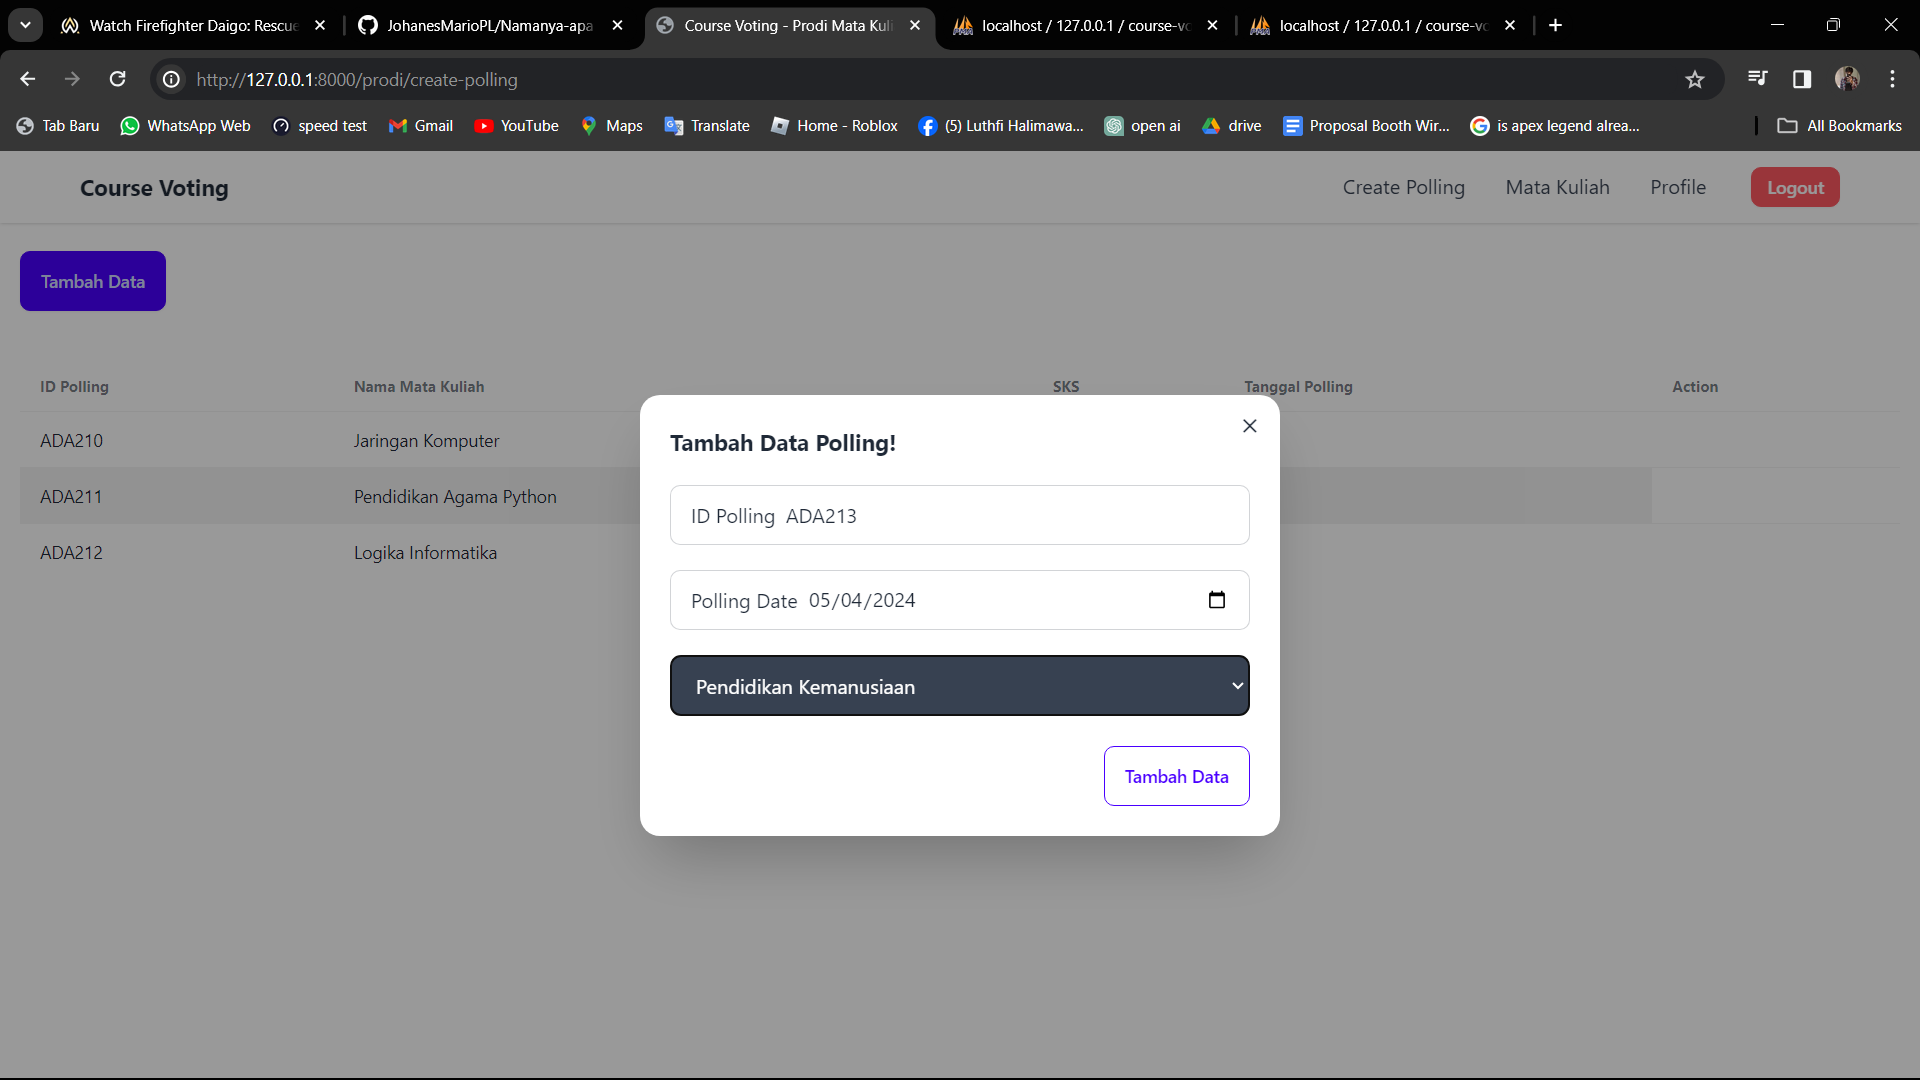 Watch Firefighter Daigo: Rescue
JohanesMarioPL/Namanya-apa
Course Voting - Prodi Mata Kuli
localhost / 127.0.0.1 / course-vo
localhost / 127.0.0.1 / course-vo
http://127.0.0.1:8000/prodi/create-polling
Tab Baru
WhatsApp Web
speed test
Gmail
YouTube
Maps
Translate
Home - Roblox
(5) Luthfi Halimawa...
open ai
drive
Proposal Booth Wir...
is apex legend alrea...
All Bookmarks
Course Voting
Create Polling
Mata Kuliah
Profile
Logout
Tambah Data
ID Polling
Nama Mata Kuliah
SKS
Tanggal Polling
Action
ADA210
Jaringan Komputer
ADA211
Pendidikan Agama Python
ADA212
Logika Informatika
Tambah Data Polling!
ID Polling ADA213
Polling Date 05/04/2024
Pendidikan Kemanusiaan
Tambah Data